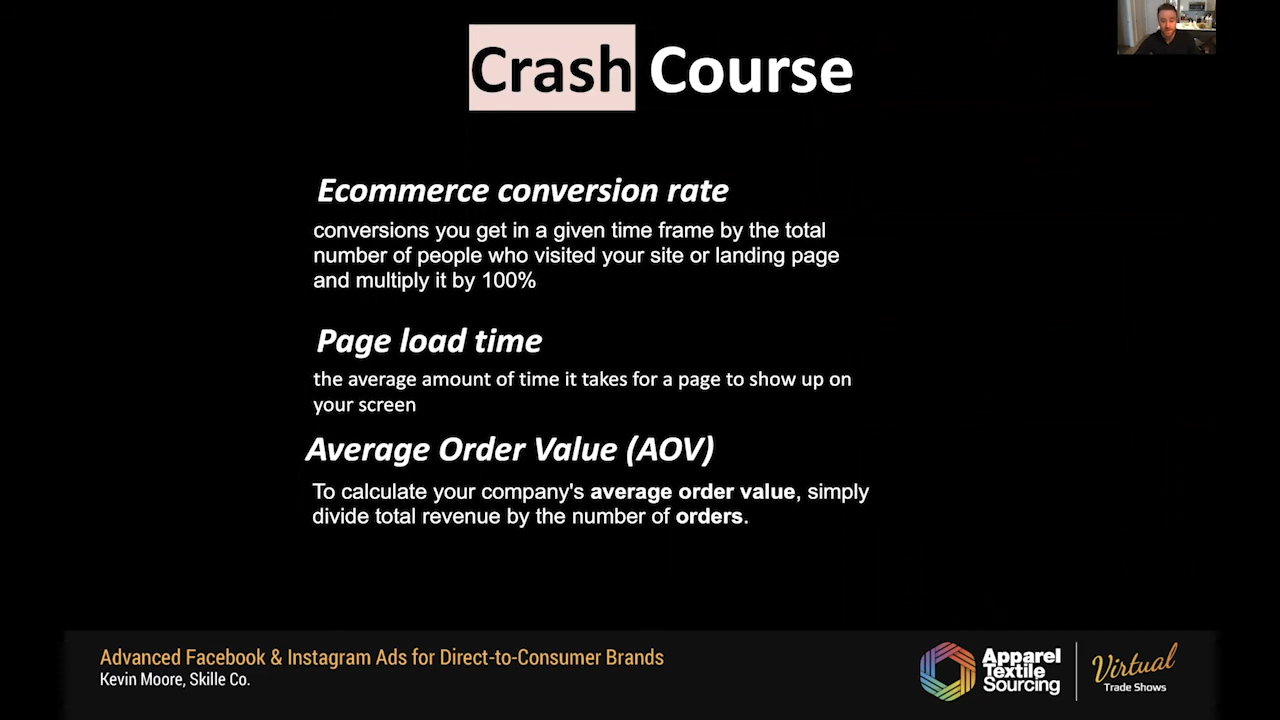 Crash Course
Ecommerce conversion rate
conversions you get in a given time frame by the total
number of people who visited your site or landing page
and multiply it by 100%
Page load time
the average amount of time it takes for a page to show up on
your screen
Average Order Value (AOV)
To calculate your company's average order value, simply
divide total revenue by the number of orders.
Advanced Facebook & Instagram Ads for Direct-to-Consumer Brands
Kevin Moore, Skille Co.
Apparel
Textile
Sourcing
Virtual
Trade Shows